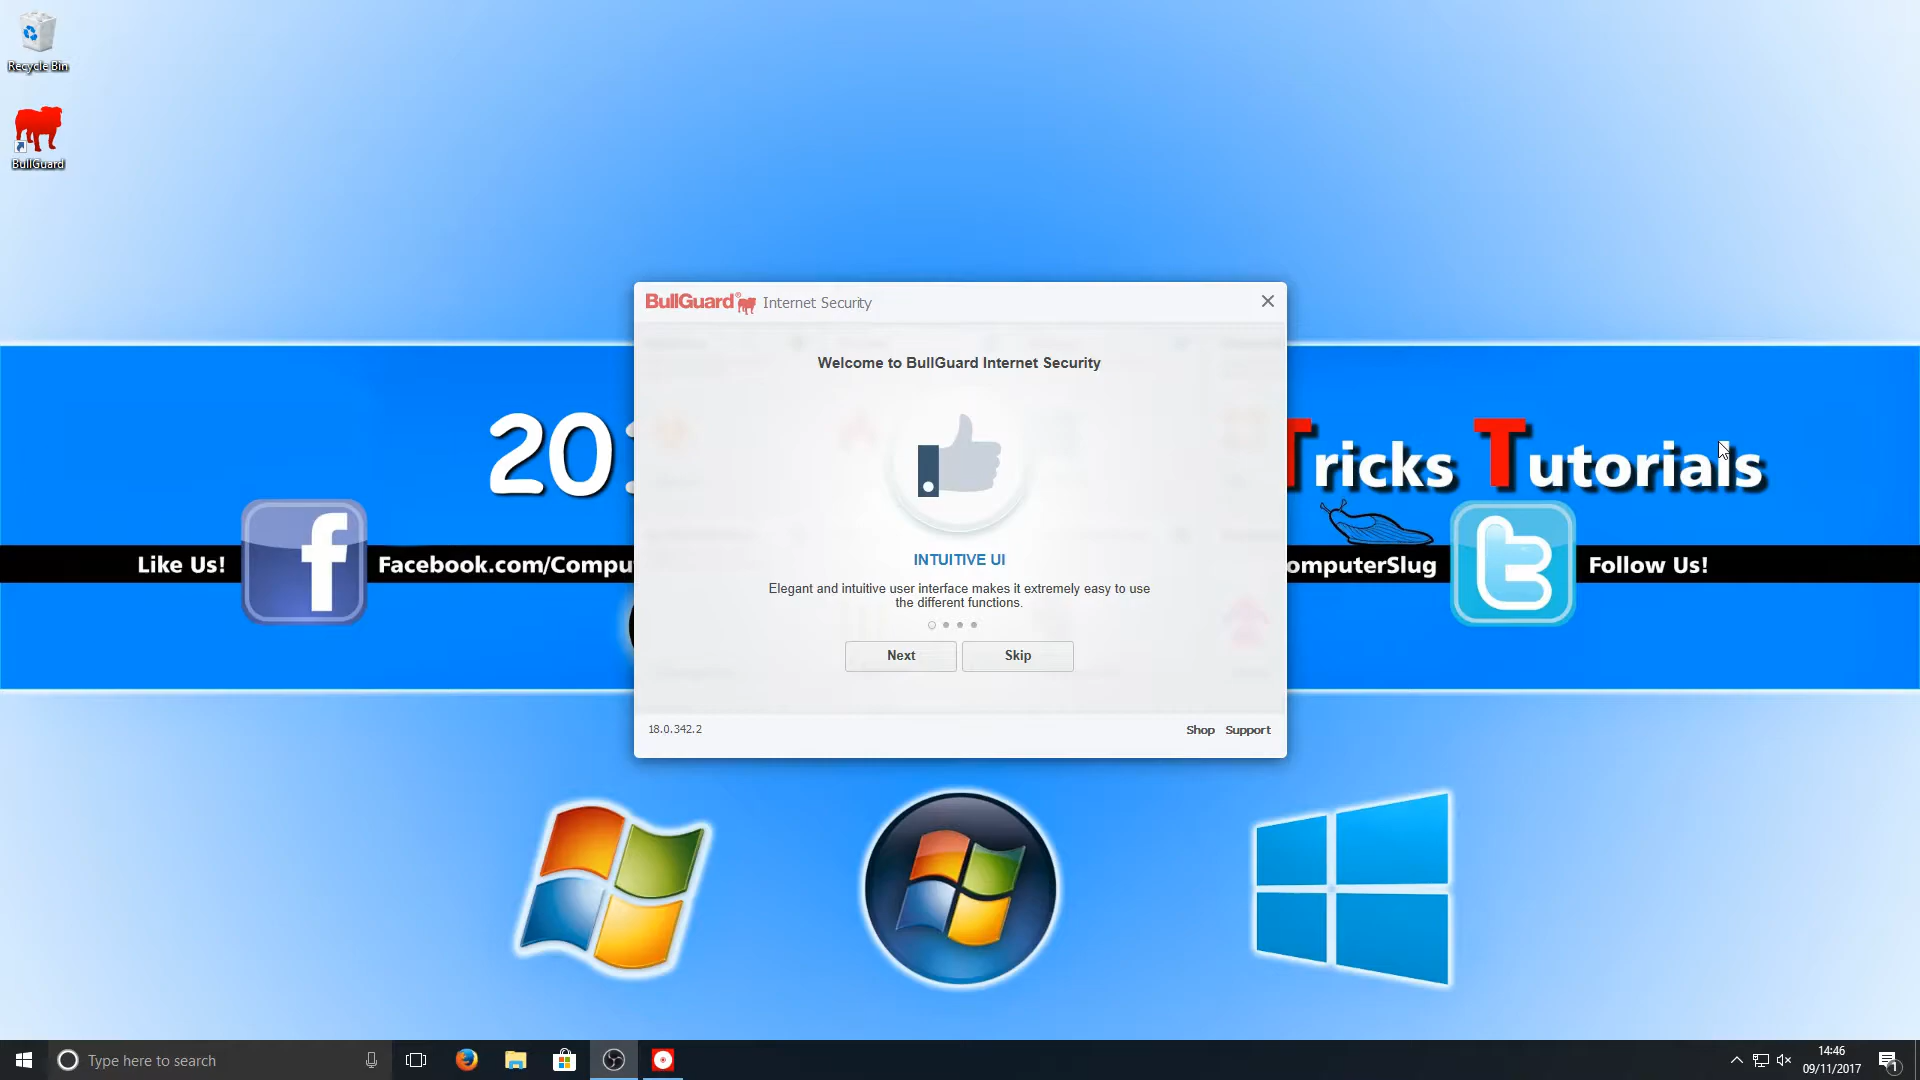 Recycle Bin
BullGuard
BullGuard Internet Security
Welcome to BullGuard Internet Security
INTUITIVE UI
Elegant and intuitive user interface makes it extremely easy to use
the different functions.
Next Skip
18.0.342.2 Shop Support
Tricks Tutorials
Like Us! Facebook.com/Compu
omputerSlug Follow Us!
Type here to search
14:46
09/11/2017
1